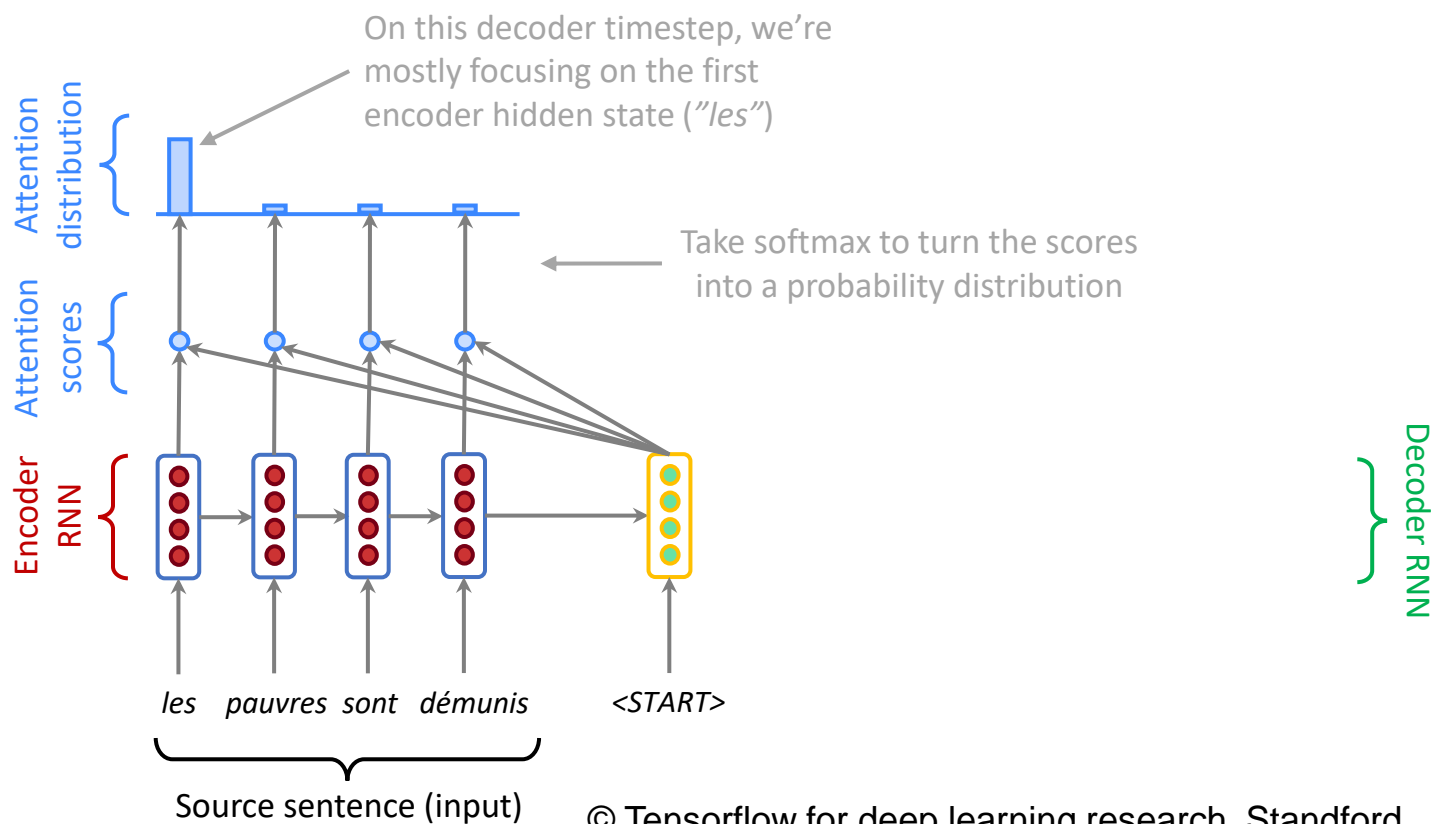 On this decoder timestep, we’re
mostly focusing on the first
encoder hidden state (”les”)
Attention
distribution
Take softmax to turn the scores
into a probability distribution
Attention
scores
Encoder
RNN
Decoder RNN
les pauvres sont démunis <START>
Source sentence (input)
© Tensorflow for deep learning research. Standford